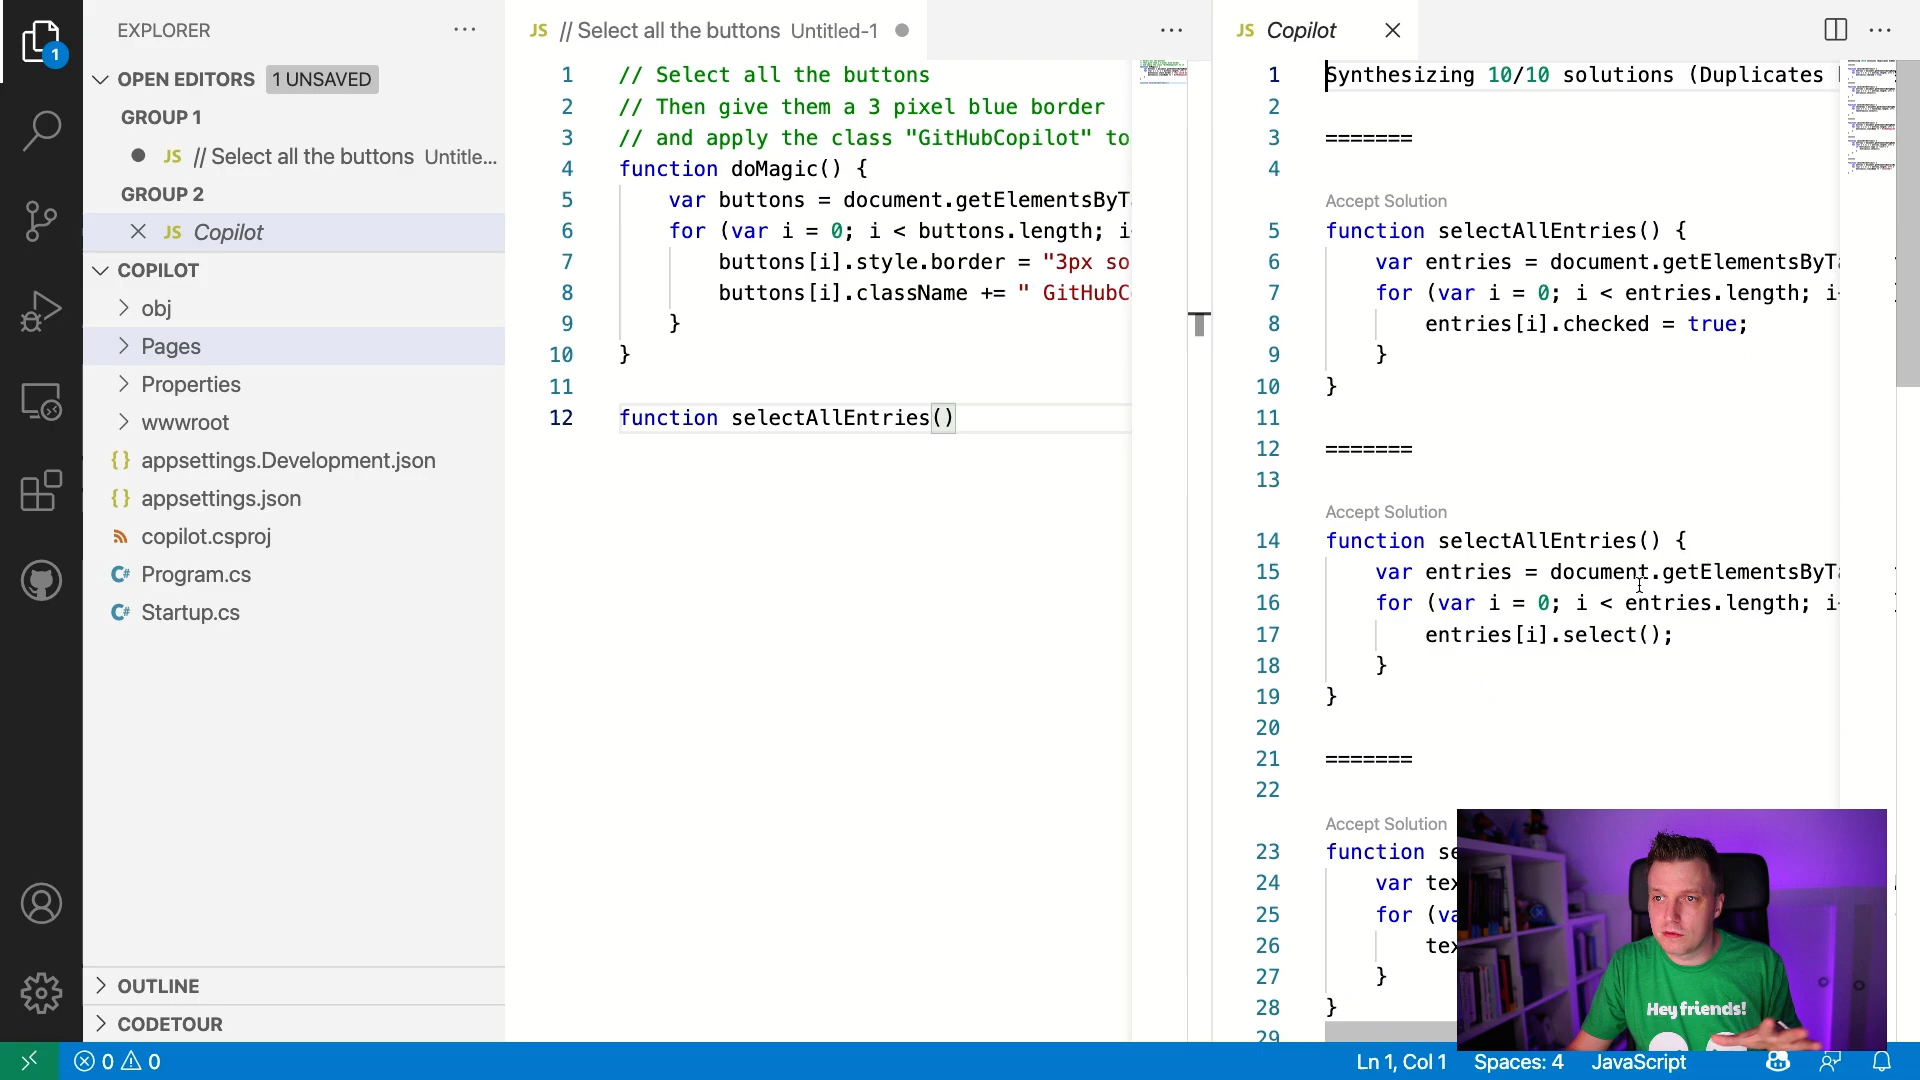 EXPLORER
OPEN EDITORS 1 UNSAVED
GROUP 1
JS // Select all the buttons Untitle...
GROUP 2
JS Copilot
COPILOT
obj
Pages
Properties
wwwroot
{} appsettings.Development.json
{} appsettings.json
copilot.csproj
C# Program.cs
C# Startup.cs
OUTLINE
CODETOUR
1
JS // Select all the buttons Untitled-1
1 // Select all the buttons
2 // Then give them a 3 pixel blue border
3 // and apply the class "GitHubCopilot" to
4 function doMagic() {
5 var buttons = document.getElementsByT
6 for (var i = 0; i < buttons.length; i
7 buttons[i].style.border = "3px so
8 buttons[i].className += " GitHubC
9 }
10 }
11
12 function selectAllEntries()
JS Copilot
1 Synthesizing 10/10 solutions (Duplicates
2
3 =======
4
Accept Solution
5 function selectAllEntries() {
6 var entries = document.getElementsByTa
7 for (var i = 0; i < entries.length; i
8 entries[i].checked = true;
9 }
10 }
11
12 =======
13
Accept Solution
14 function selectAllEntries() {
15 var entries = document.getElementsByTa
16 for (var i = 0; i < entries.length; i
17 entries[i].select();
18 }
19 }
20
21 =======
22
Accept Solution
23 function se
24 var tex
25 for (va
26 tex
27 }
28 }
29
Hey friends!
0 0
Ln 1, Col 1 Spaces: 4 JavaScript